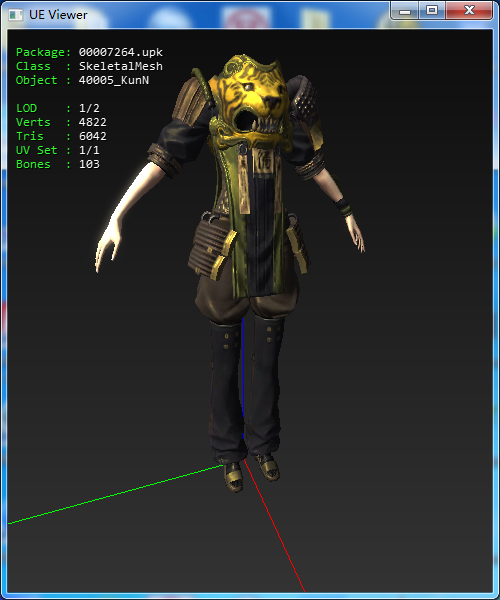 UE Viewer
Package: 00007264.upk
Class : SkeletalMesh
Object : 40005_KunN
LOD : 1/2
Verts : 4822
Tris : 6042
UV Set : 1/1
Bones : 103